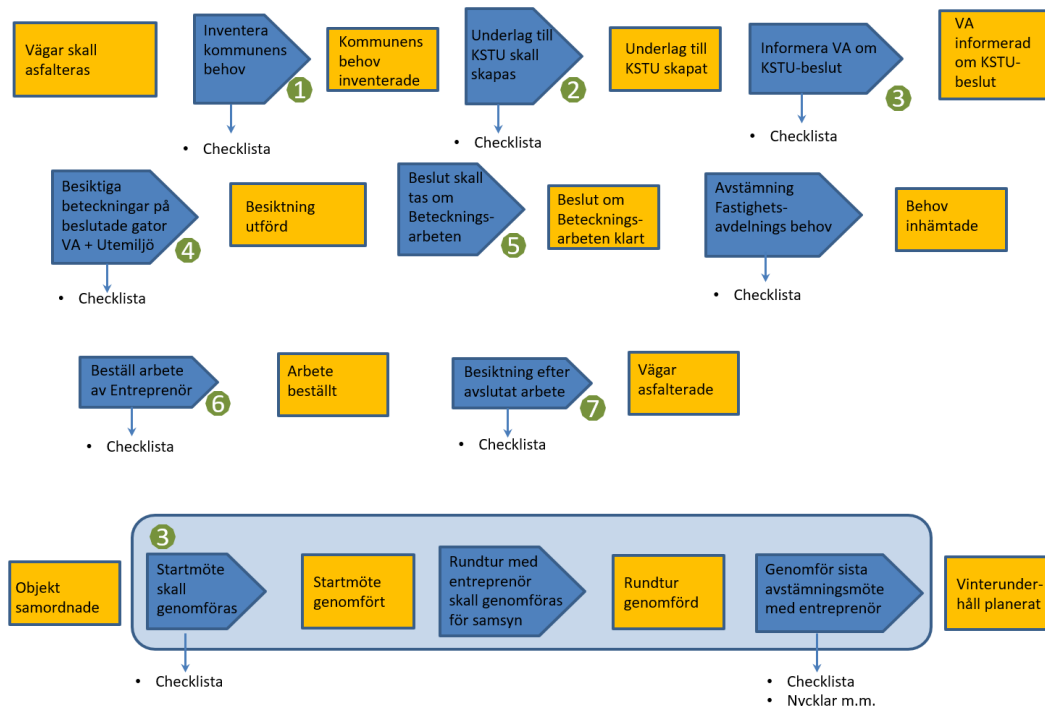 Vägar skall
asfalteras
Inventera
kommunens
behov
1
Kommunens
behov
inventerade
Underlag till
KSTU skall
skapas
2
Underlag till
KSTU skapat
Informera VA om
KSTU-beslut
3
VA
informerad
om KSTU-
beslut
• Checklista
• Checklista
• Checklista
Besiktiga
beteckningar på
beslutade gator
VA + Utemiljö
4
Besiktning
utförd
Beslut skall
tas om
Betecknings-
arbeten
5
Beslut om
Betecknings-
arbeten klart
Avstämning
Fastighets-
avdelnings behov
Behov
inhämtade
• Checklista
• Checklista
Beställ arbete
av Entreprenör
6
Arbete
beställt
Besiktning efter
avslutat arbete
7
Vägar
asfalterade
• Checklista
• Checklista
Objekt
samordnade
3
Startmöte
skall
genomföras
Startmöte
genomfört
Rundtur med
entreprenör
skall genomföras
för samsyn
Rundtur
genomförd
Genomför sista
avstämningsmöte
med entreprenör
Vinterunder-
håll planerat
• Checklista
• Checklista
• Nycklar m.m.